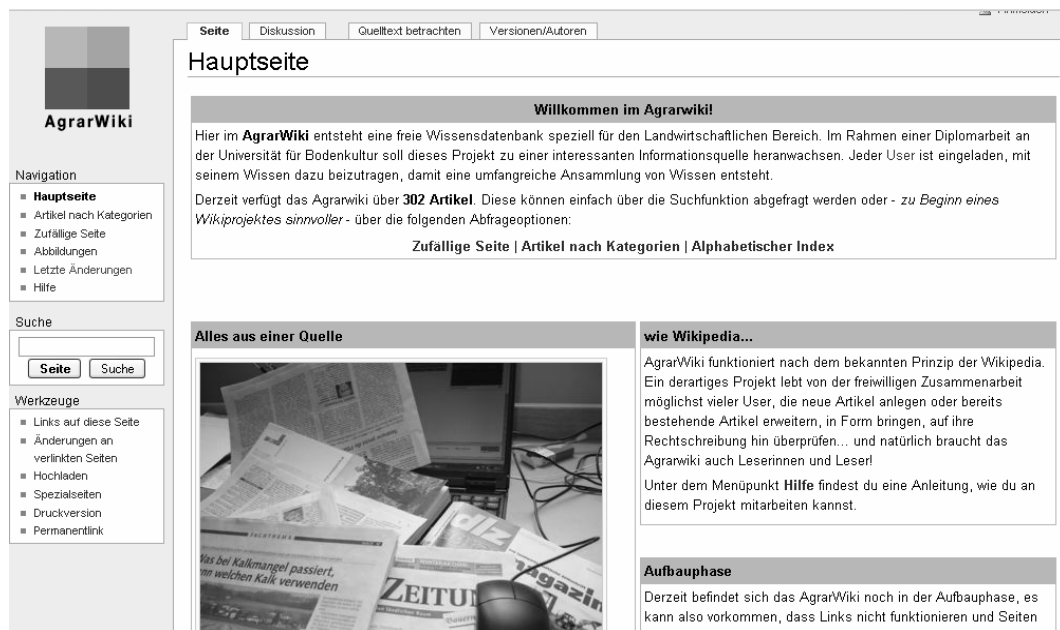 Anmelden
Seite
Diskussion
Quelltext betrachten
Versionen/Autoren
Hauptseite
AgrarWiki
Navigation
Hauptseite
Artikel nach Kategorien
Zufällige Seite
Abbildungen
Letzte Änderungen
Hilfe
Suche
Seite
Suche
Werkzeuge
Links auf diese Seite
Änderungen an
verlinkten Seiten
Hochladen
Spezialseiten
Druckversion
Permanentlink
Willkommen im Agrarwiki!
Hier im AgrarWiki entsteht eine freie Wissensdatenbank speziell für den Landwirtschaftlichen Bereich. Im Rahmen einer Diplomarbeit an
der Universität für Bodenkultur soll dieses Projekt zu einer interessanten Informationsquelle heranwachsen. Jeder User ist eingeladen, mit
seinem Wissen dazu beizutragen, damit eine umfangreiche Ansammlung von Wissen entsteht.
Derzeit verfügt das Agrarwiki über 302 Artikel. Diese können einfach über die Suchfunktion abgefragt werden oder - zu Beginn eines
Wikiprojektes sinnvoller - über die folgenden Abfrageoptionen:
Zufällige Seite | Artikel nach Kategorien | Alphabetischer Index
Alles aus einer Quelle
FACHTHEMA
Was bei Kalkmangel passiert,
welchen Kalk verwenden
ZEITU
dlz
magazin
wie Wikipedia...
AgrarWiki funktioniert nach dem bekannten Prinzip der Wikipedia.
Ein derartiges Projekt lebt von der freiwilligen Zusammenarbeit
möglichst vieler User, die neue Artikel anlegen oder bereits
bestehende Artikel erweitern, in Form bringen, auf ihre
Rechtschreibung hin überprüfen... und natürlich braucht das
Agrarwiki auch Leserinnen und Leser!
Unter dem Menüpunkt Hilfe findest du eine Anleitung, wie du an
diesem Projekt mitarbeiten kannst.
Aufbauphase
Derzeit befindet sich das AgrarWiki noch in der Aufbauphase, es
kann also vorkommen, dass Links nicht funktionieren und Seiten